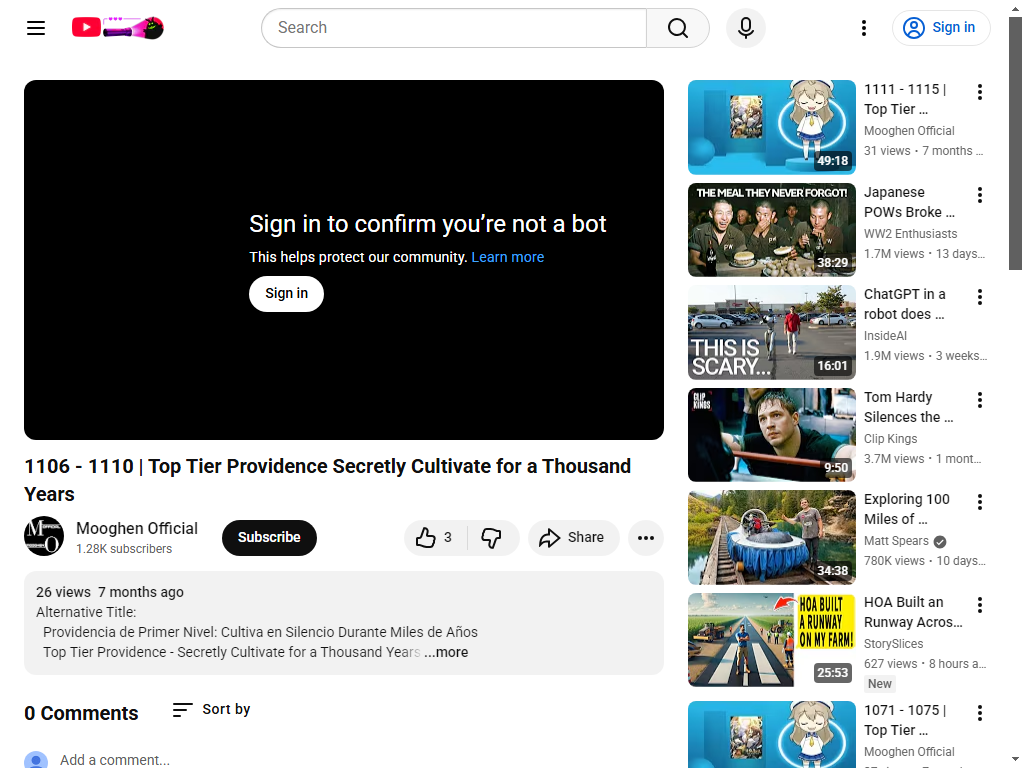 Search
Sign in
Sign in to confirm you’re not a bot
This helps protect our community. Learn more
Sign in
1106 - 1110 | Top Tier Providence Secretly Cultivate for a Thousand
Years
Mooghen Official
1.28K subscribers
Subscribe
3
Share
26 views 7 months ago
Alternative Title:
Providencia de Primer Nivel: Cultiva en Silencio Durante Miles de Años
Top Tier Providence - Secretly Cultivate for a Thousand Years ...more
0 Comments
Sort by
Add a comment...
49:18
1111 - 1115 |
Top Tier ...
Mooghen Official
31 views • 7 months ...
THE MEAL THEY NEVER FORGOT!
PW
PW
38:29
Japanese
POWs Broke ...
WW2 Enthusiasts
1.7M views • 13 days...
THIS IS
SCARY...
16:01
ChatGPT in a
robot does ...
InsideAI
1.9M views • 3 weeks...
CLIP
KINGS
9:50
Tom Hardy
Silences the ...
Clip Kings
3.7M views • 1 mont...
34:38
Exploring 100
Miles of ...
Matt Spears
780K views • 10 days...
HOA BUILT
A RUNWAY
ON MY FARM!
25:53
HOA Built an
Runway Acros...
StorySlices
627 views • 8 hours a...
New
1071 - 1075 |
Top Tier ...
Mooghen Official